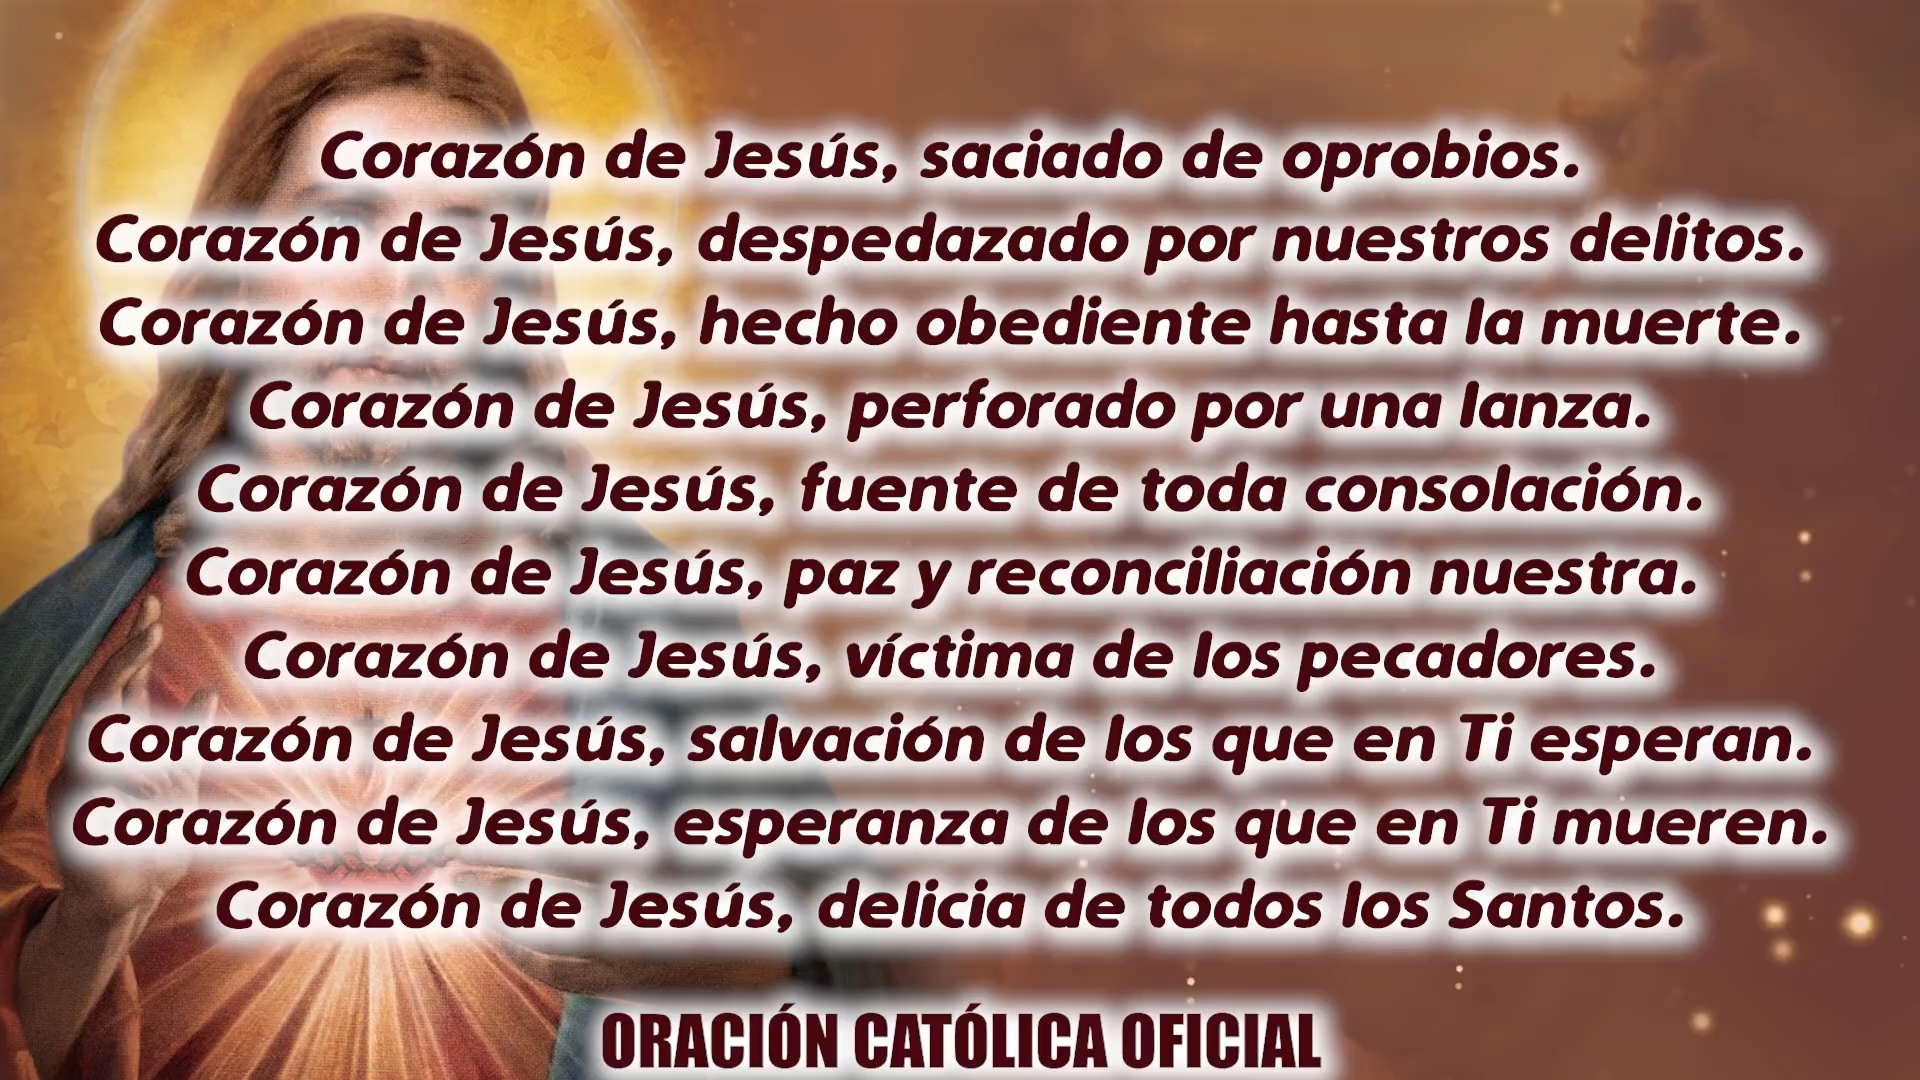 Corazón de Jesús, saciado de oprobios.
Corazón de Jesús, despedazado por nuestros delitos.
Corazón de Jesús, hecho obediente hasta la muerte.
Corazón de Jesús, perforado por una lanza.
Corazón de Jesús, fuente de toda consolación.
Corazón de Jesús, paz y reconciliación nuestra.
Corazón de Jesús, víctima de los pecadores.
Corazón de Jesús, salvación de los que en Ti esperan.
Corazón de Jesús, esperanza de los que en Ti mueren.
Corazón de Jesús, delicia de todos los Santos.
ORACIÓN CATÓLICA OFICIAL